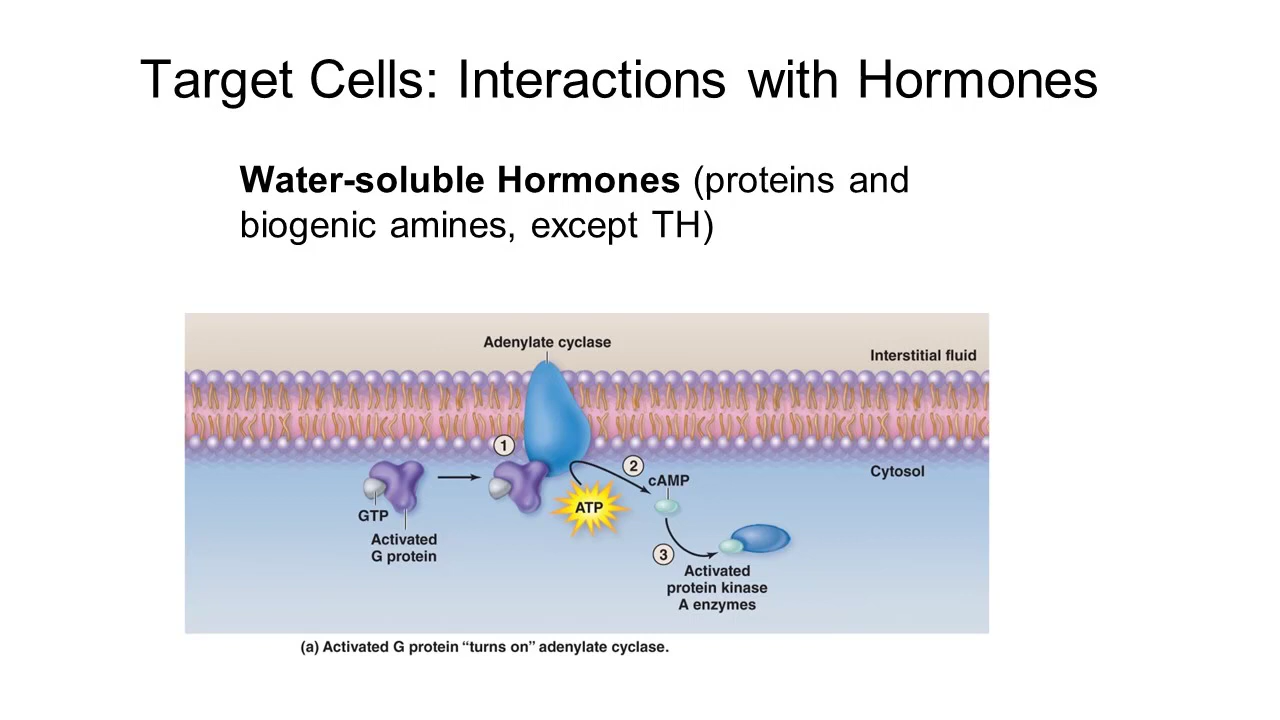 Target Cells: Interactions with Hormones
Water-soluble Hormones (proteins and
biogenic amines, except TH)
Adenylate cyclase
Interstitial fluid
1
2
cAMP
Cytosol
GTP
ATP
Activated
G protein
3
Activated
protein kinase
A enzymes
(a) Activated G protein “turns on” adenylate cyclase.